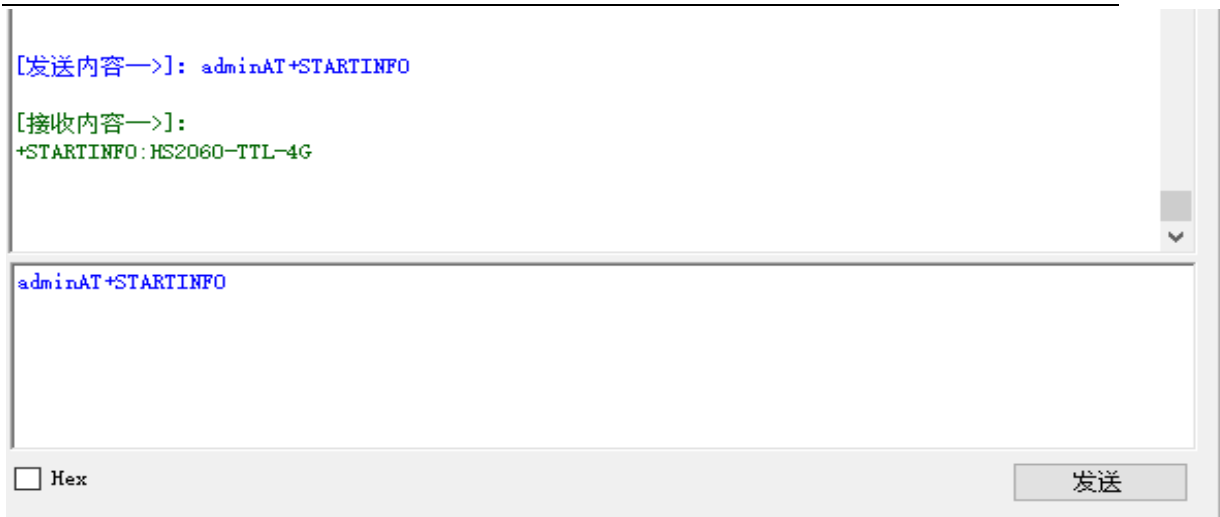 [发送内容—>]: adminAT+STARTINFO
[接收内容—>]:
+STARTINFO:HS2060-TTL-4G
adminAT+STARTINFO
Hex
发送